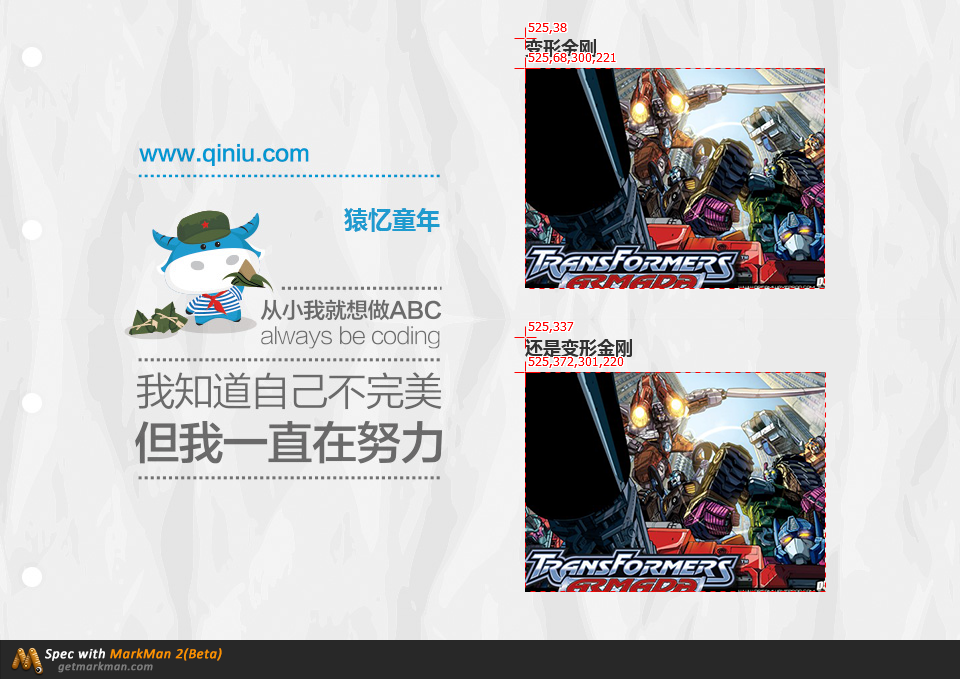 www.qiniu.com
猿忆童年
从小我就想做ABC
always be coding
我知道自己不完美
但我一直在努力
525,38
变形金刚
525,68,300,221
TRANSFORMERS
ARMADA
525,337
还是变形金刚
525,372,301,220
TRANSFORMERS
ARMADA
Spec with MarkMan 2(Beta)
getmarkman.com